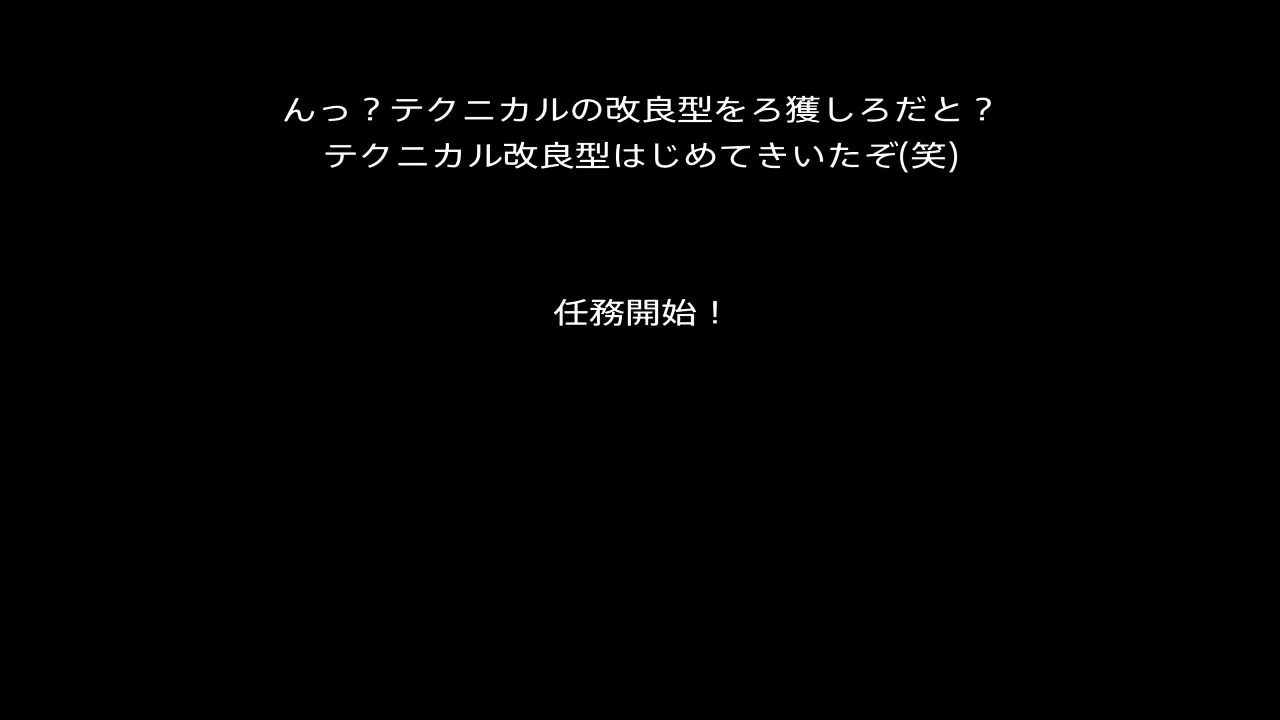 んっ？テクニカルの改良型をろ獲しろだと？
テクニカル改良型はじめてきいたぞ(笑)
任務開始！